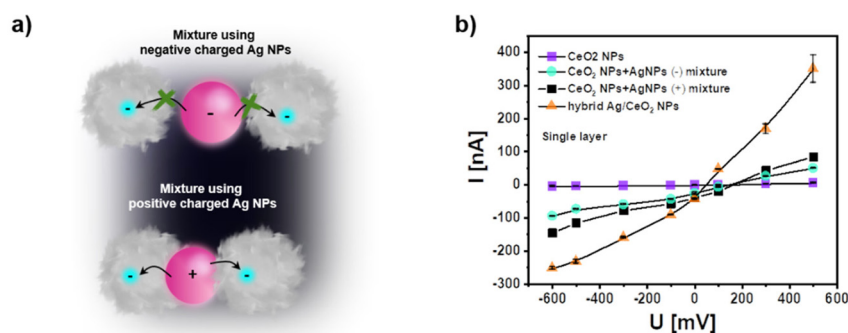 a)
Mixture using
negative charged Ag NPs
-
-
-
Mixture using
positive charged Ag NPs
-
+
-
b)
400
300
200
100
0
-100
-200
-300
I [nA]
CeO2 NPs
CeO₂ NPs+AgNPs (-) mixture
CeO₂ NPs+AgNPs (+) mixture
hybrid Ag/CeO₂ NPs
Single layer
-600 -400 -200 0 200 400 600
U [mV]